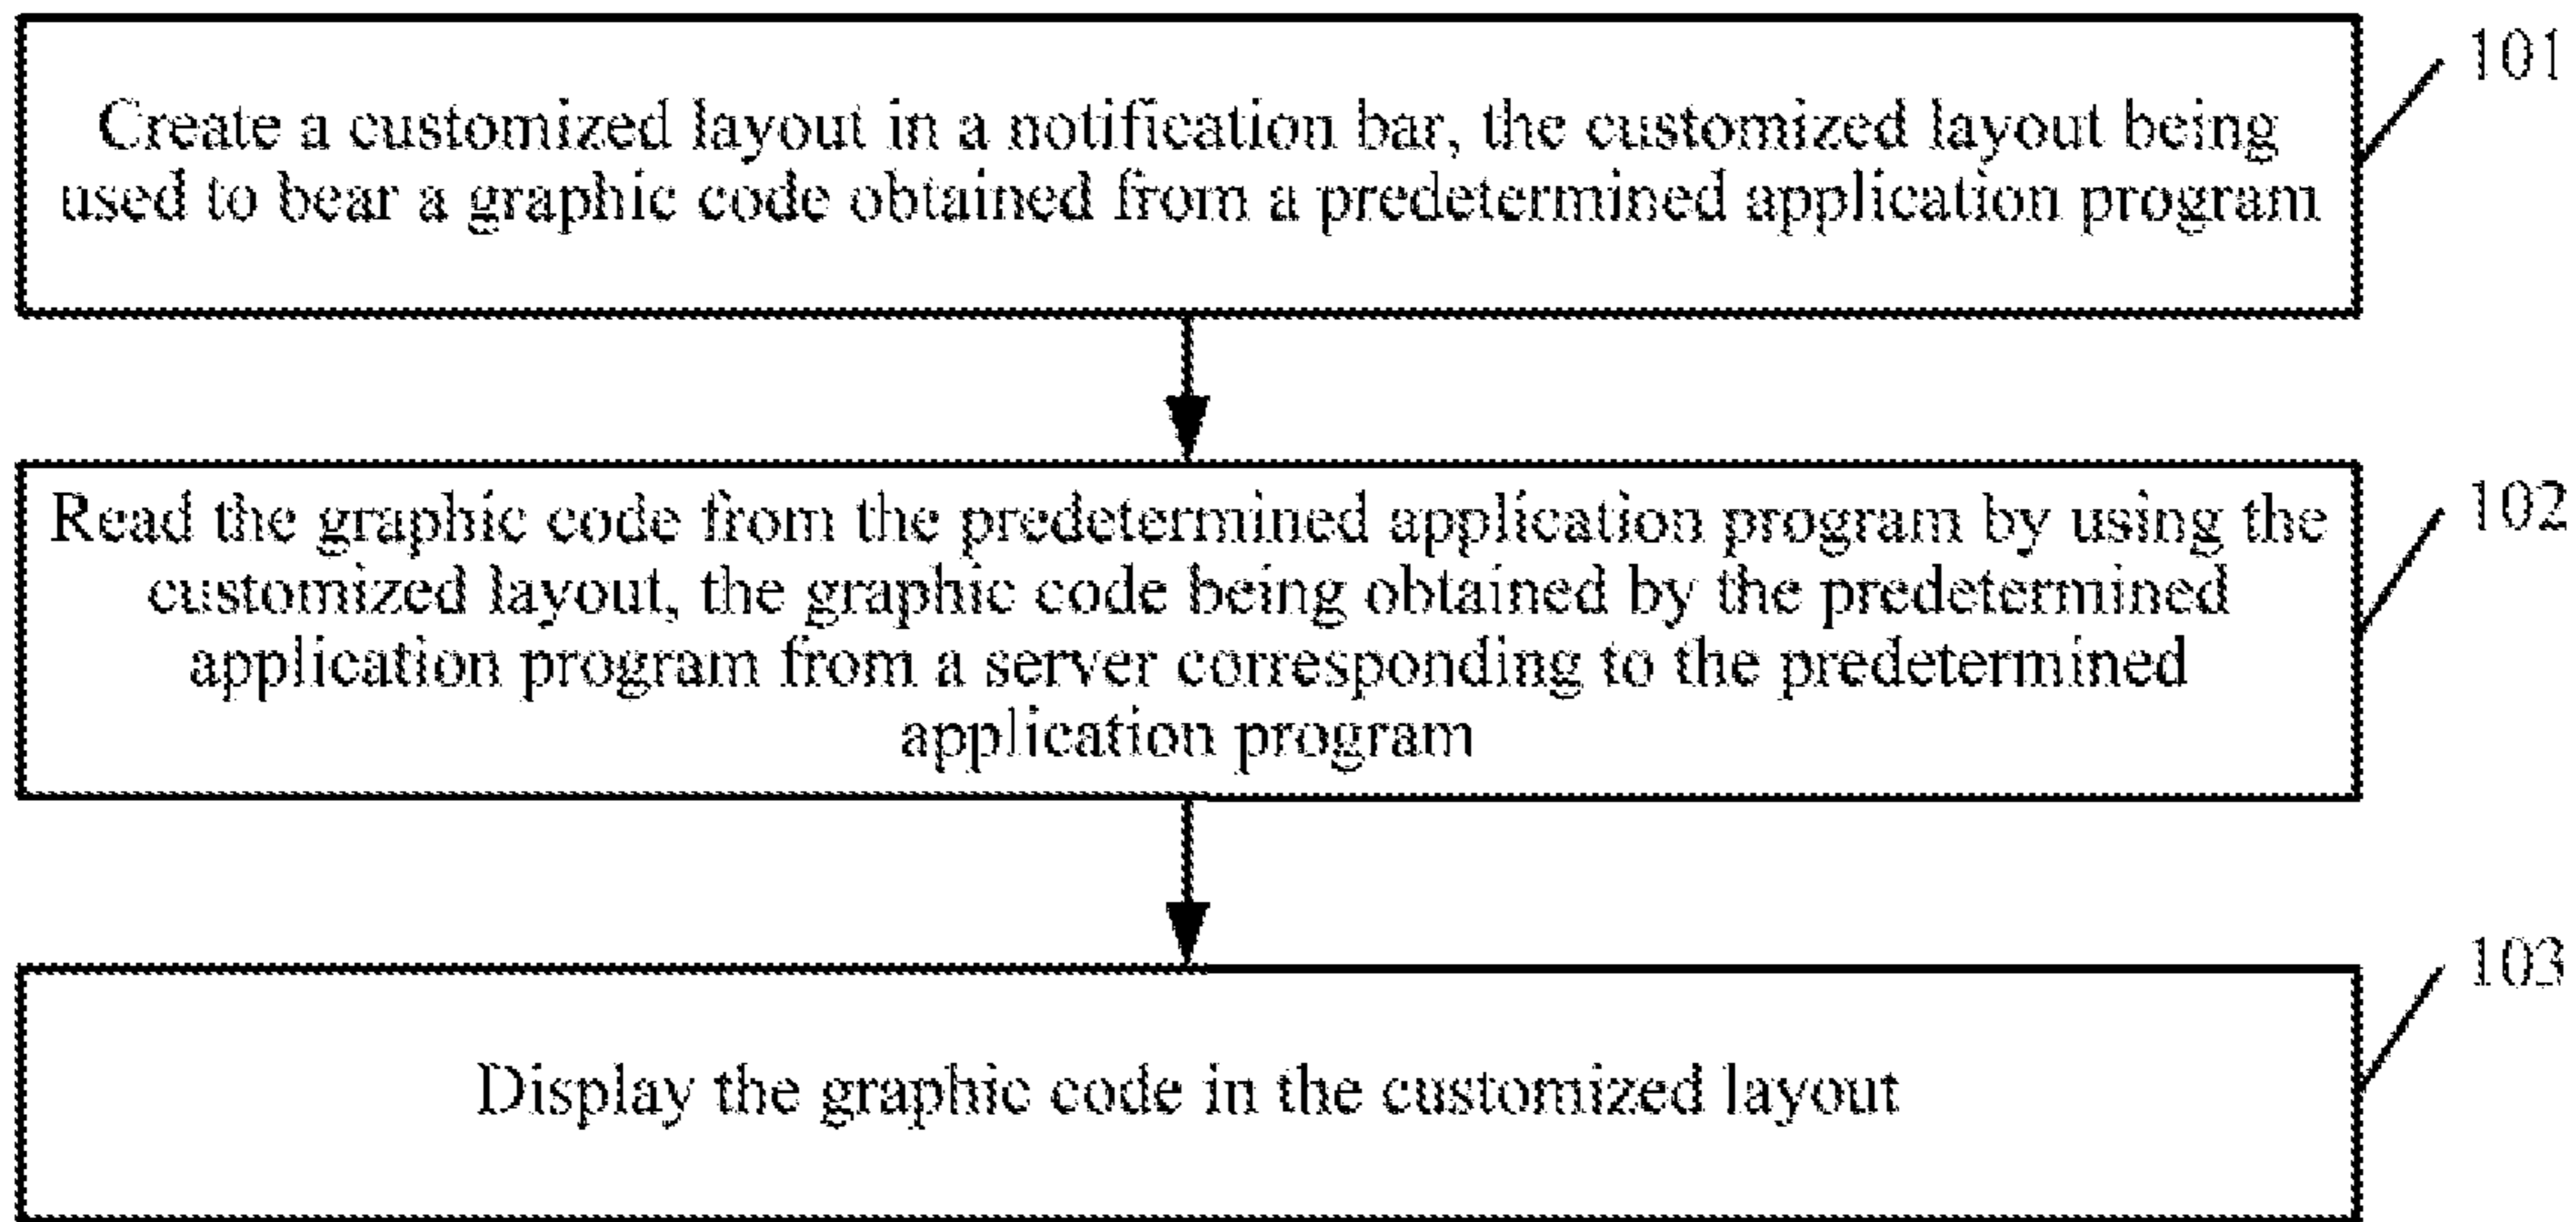 101
Create a customized layout in a notification bar, the customized layout being
used to bear a graphic code obtained from a predetermined application program
102
Read the graphic code from the predetermined application program by using the
customized layout, the graphic code being obtained by the predetermined
application program from a server corresponding to the predetermined
application program
103
Display the graphic code in the customized layout